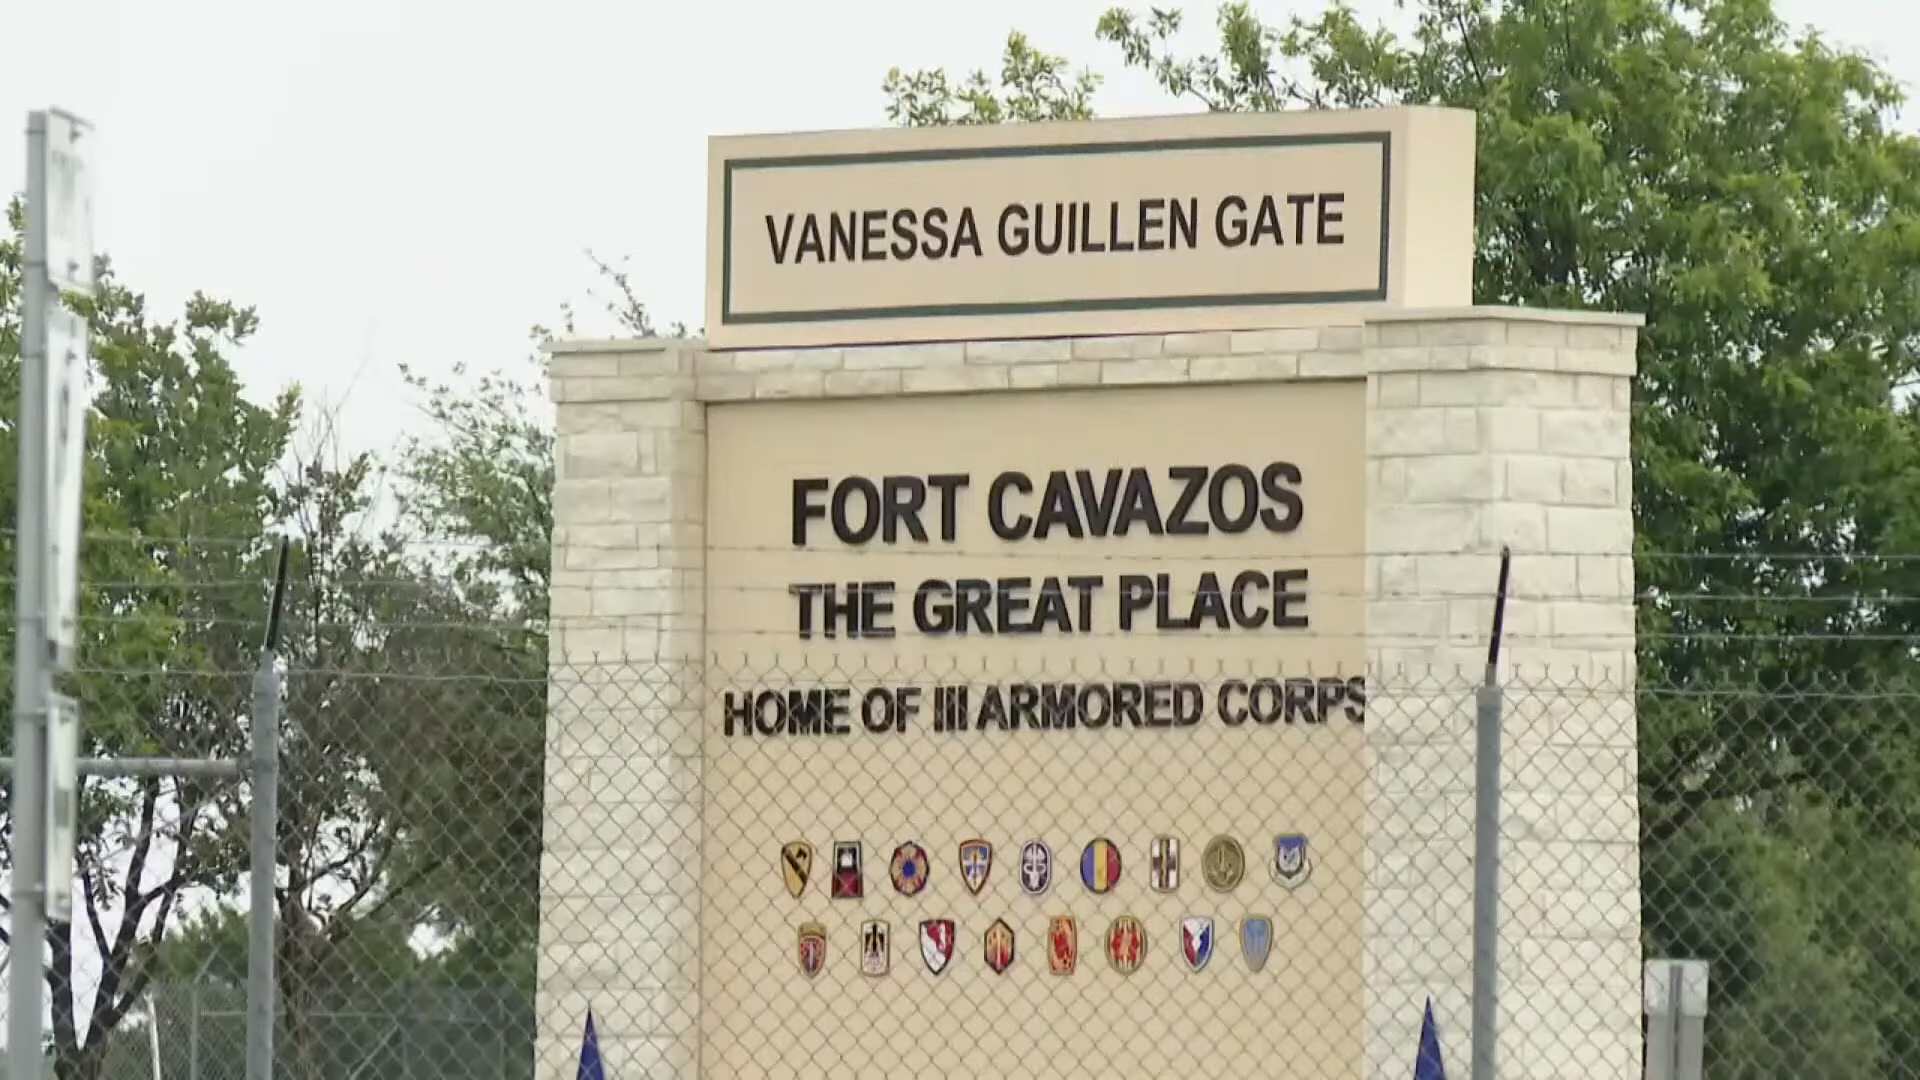 VANESSA GUILLEN GATE
FORT CAVAZOS
THE GREAT PLACE
HOME OF III ARMORED CORPS